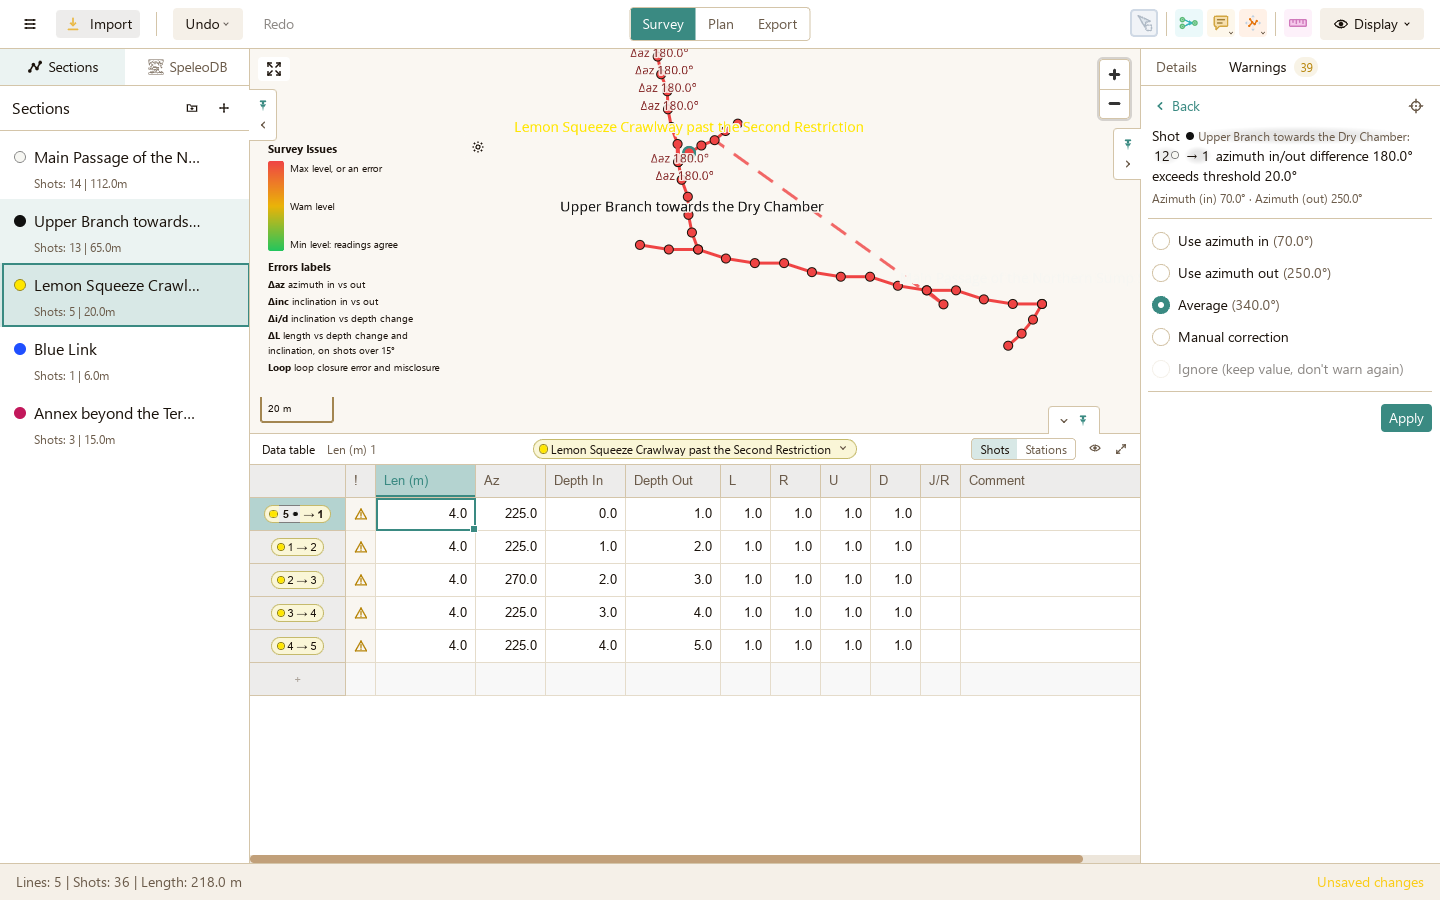 Import
Undo
Redo
Survey
Plan
Export
Display
Sections
SpeleoDB
Sections
Main Passage of the N...
Shots: 14 | 112.0m
Upper Branch towards...
Shots: 13 | 65.0m
Lemon Squeeze Crawl...
Shots: 5 | 20.0m
Blue Link
Shots: 1 | 6.0m
Annex beyond the Ter...
Shots: 3 | 15.0m
Δaz 180.0°
Δaz 180.0°
Δaz 180.0°
Δaz 180.0°
Lemon Squeeze Crawlway past the Second Restriction
Δaz 180.0°
Δaz 180.0°
Upper Branch towards the Dry Chamber
Survey Issues
Max level, or an error
Warn level
Min level: readings agree
Errors labels
Δaz azimuth in vs out
Δinc inclination in vs out
Δi/d inclination vs depth change
ΔL length vs depth change and
inclination, on shots over 15°
Loop loop closure error and misclosure
20 m
+
−
Details
Warnings 39
Back
Shot Upper Branch towards the Dry Chamber:
12 → 1 azimuth in/out difference 180.0°
exceeds threshold 20.0°
Azimuth (in) 70.0° · Azimuth (out) 250.0°
Use azimuth in (70.0°)
Use azimuth out (250.0°)
Average (340.0°)
Manual correction
Ignore (keep value, don't warn again)
Apply
Data table Len (m) 1
Lemon Squeeze Crawlway past the Second Restriction
Shots Stations
! Len (m) Az Depth In Depth Out L R U D J/R Comment
5 → 1 4.0 225.0 0.0 1.0 1.0 1.0 1.0 1.0
1 → 2 4.0 225.0 1.0 2.0 1.0 1.0 1.0 1.0
2 → 3 4.0 270.0 2.0 3.0 1.0 1.0 1.0 1.0
3 → 4 4.0 225.0 3.0 4.0 1.0 1.0 1.0 1.0
4 → 5 4.0 225.0 4.0 5.0 1.0 1.0 1.0 1.0
+
Lines: 5 | Shots: 36 | Length: 218.0 m
Unsaved changes